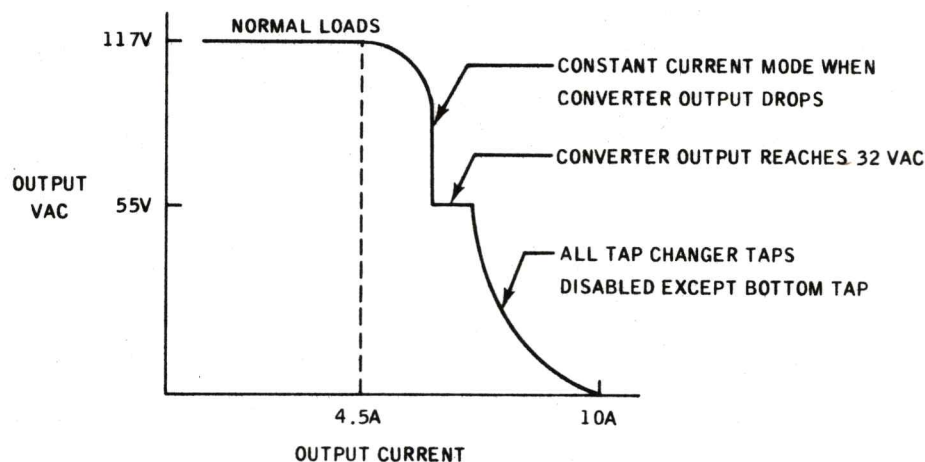 NORMAL LOADS
117V
CONSTANT CURRENT MODE WHEN
CONVERTER OUTPUT DROPS
CONVERTER OUTPUT REACHES 32 VAC
OUTPUT
VAC
55V
ALL TAP CHANGER TAPS
DISABLED EXCEPT BOTTOM TAP
4.5A
10A
OUTPUT CURRENT